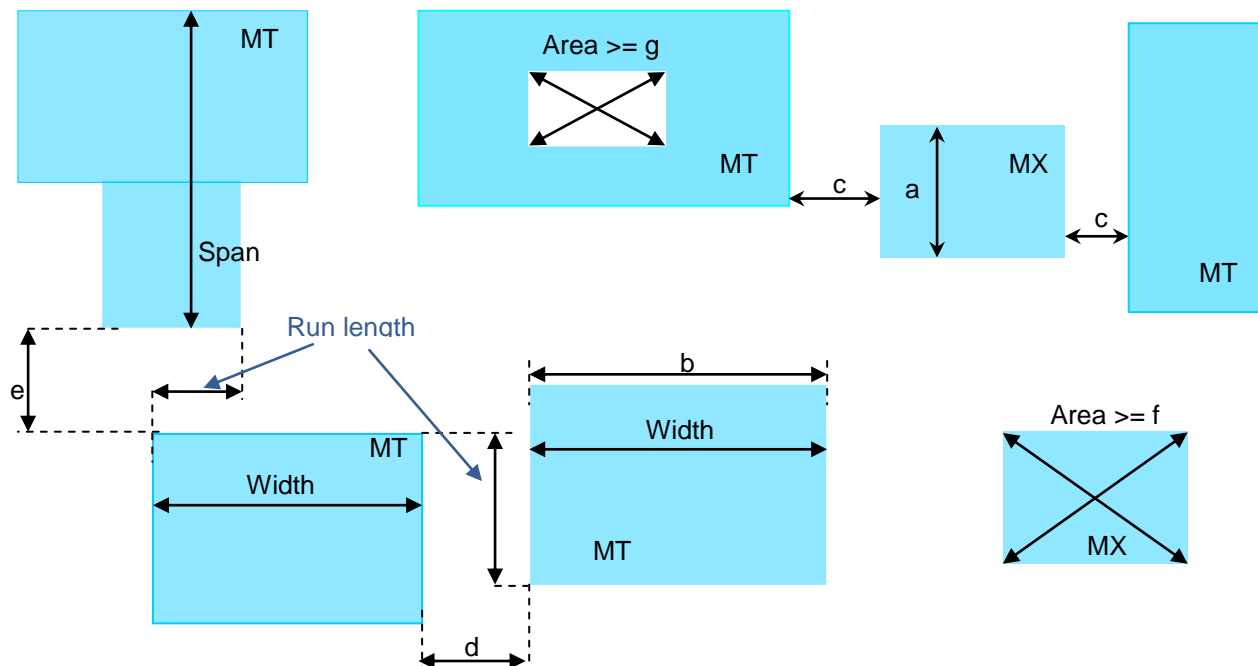 MT
Area >= g
MT
MX
a
c
c
MT
Span
Run length
e
b
Width
MT
Width
MT
Area >= f
MX
d